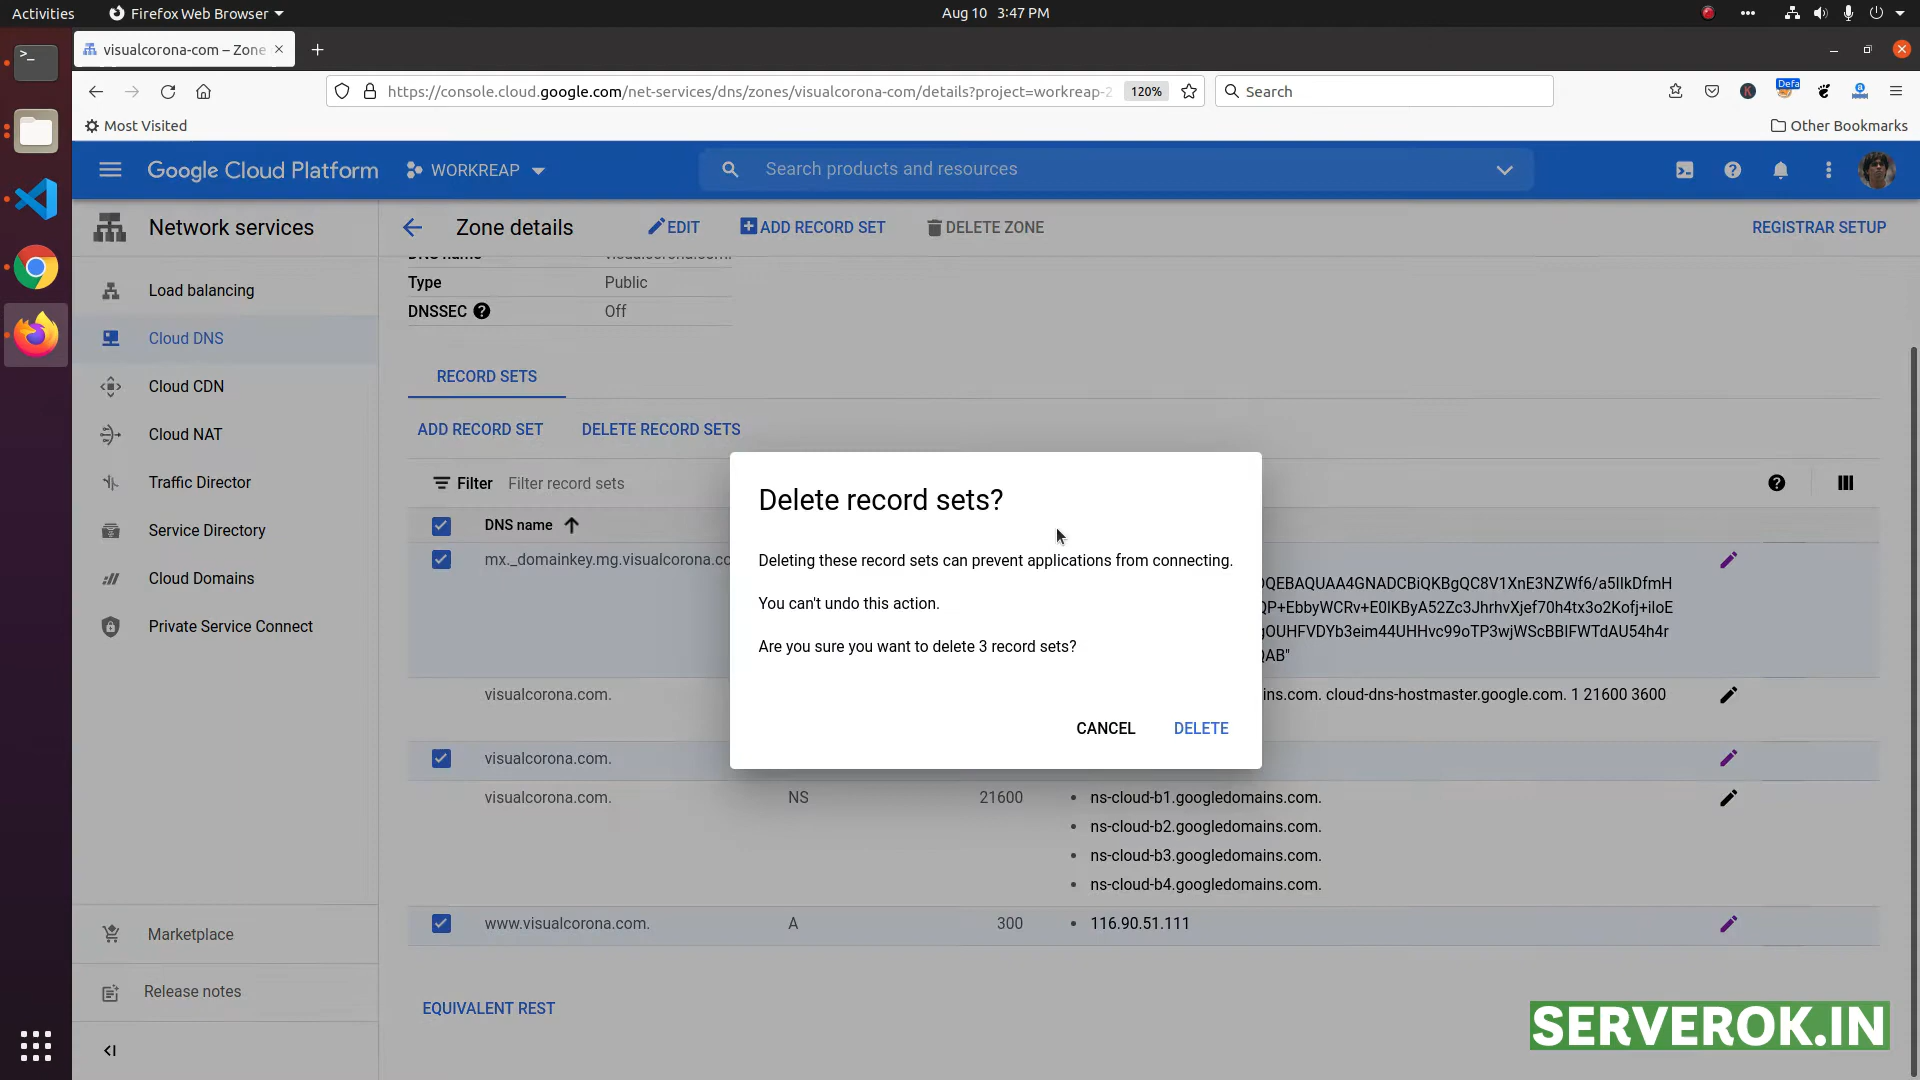 Activities
Firefox Web Browser
Aug 10 3:47 PM
visualcorona-com – Zone
https://console.cloud.google.com/net-services/dns/zones/visualcorona-com/details?project=workreap-2
120%
Search
Defa
Most Visited
Other Bookmarks
Google Cloud Platform
WORKREAP
Search products and resources
Network services
Zone details
EDIT
ADD RECORD SET
DELETE ZONE
REGISTRAR SETUP
Load balancing
Cloud DNS
Cloud CDN
Cloud NAT
Traffic Director
Service Directory
Cloud Domains
Private Service Connect
Marketplace
Release notes
DNS name visualcorona.com.
Type Public
DNSSEC Off
RECORD SETS
ADD RECORD SET DELETE RECORD SETS
Filter Filter record sets
DNS name
mx._domainkey.mg.visualcorona.co
visualcorona.com.
ins.com. cloud-dns-hostmaster.google.com. 1 21600 3600
visualcorona.com.
visualcorona.com. NS 21600 • ns-cloud-b1.googledomains.com.
• ns-cloud-b2.googledomains.com.
• ns-cloud-b3.googledomains.com.
• ns-cloud-b4.googledomains.com.
www.visualcorona.com. A 300 • 116.90.51.111
EQUIVALENT REST
Delete record sets?
Deleting these record sets can prevent applications from connecting.
You can't undo this action.
Are you sure you want to delete 3 record sets?
CANCEL DELETE
SERVEROK.IN